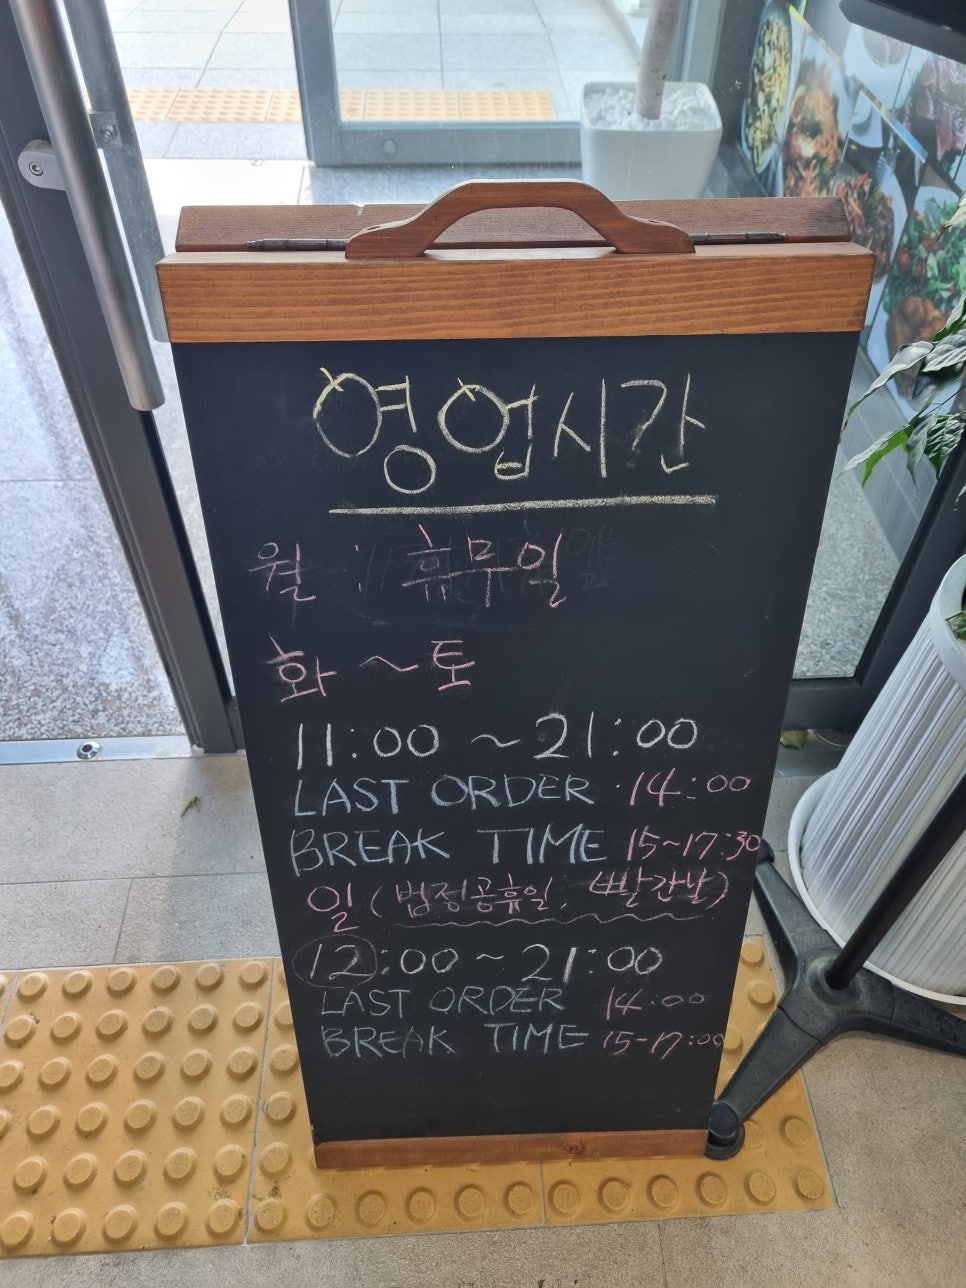 영업시간
월 : 휴무일
화 ~ 토
11:00 ~ 21:00
LAST ORDER 14:00
BREAK TIME 15~17:30
일 (법정공휴일, 빨간날)
12:00 ~ 21:00
LAST ORDER 14:00
BREAK TIME 15-17:00